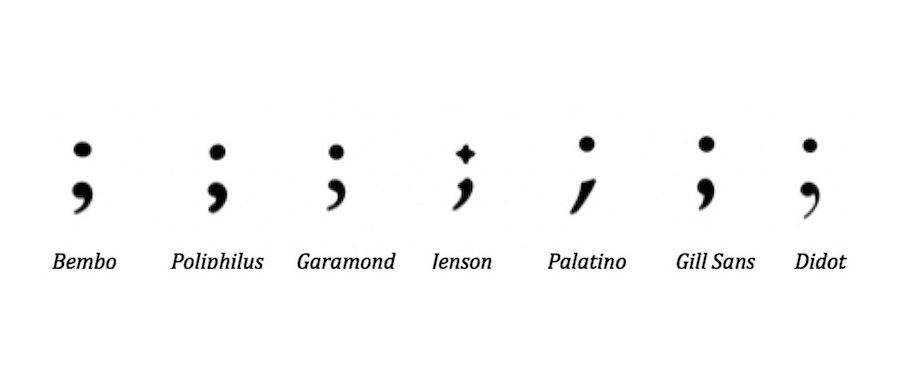 ; ; ; ; ; ; ;
Bembo Poliphilus Garamond Jenson Palatino Gill Sans Didot